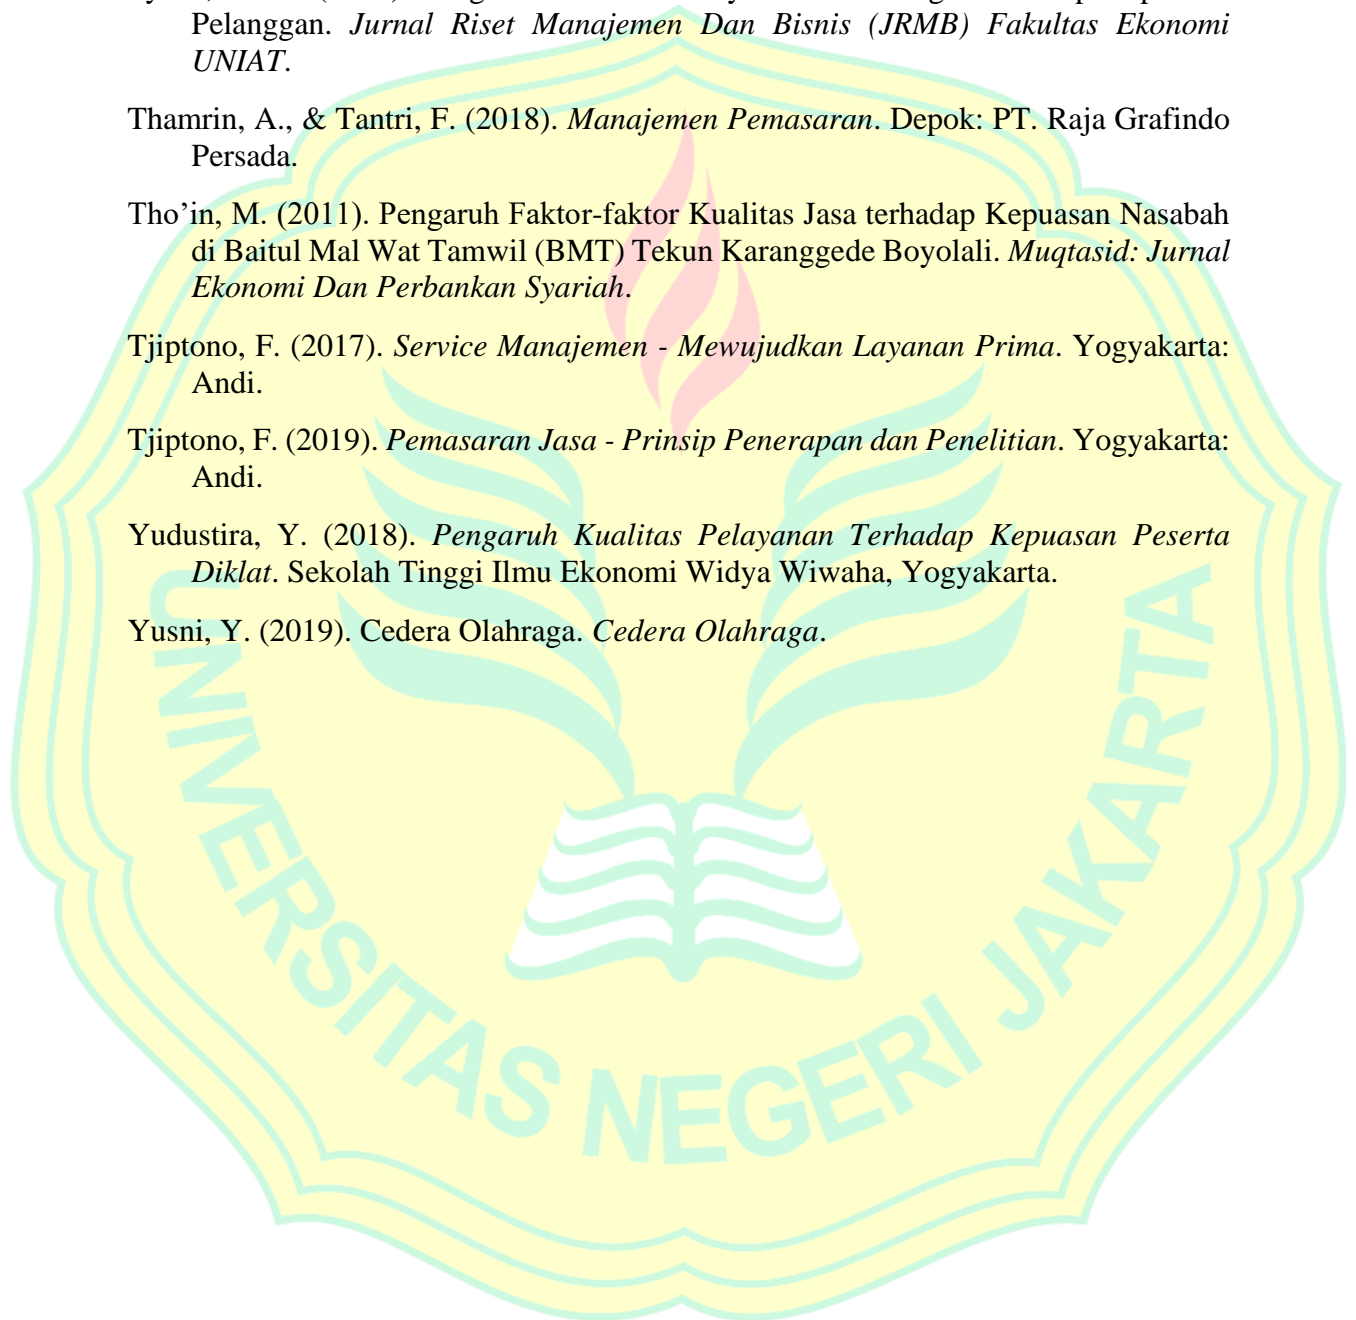 Pelanggan. Jurnal Riset Manajemen Dan Bisnis (JRMB) Fakultas Ekonomi
UNIAT.
Thamrin, A., & Tantri, F. (2018). Manajemen Pemasaran. Depok: PT. Raja Grafindo
Persada.
Tho’in, M. (2011). Pengaruh Faktor-faktor Kualitas Jasa terhadap Kepuasan Nasabah
di Baitul Mal Wat Tamwil (BMT) Tekun Karanggede Boyolali. Muqtasid: Jurnal
Ekonomi Dan Perbankan Syariah.
Tjiptono, F. (2017). Service Manajemen - Mewujudkan Layanan Prima. Yogyakarta:
Andi.
Tjiptono, F. (2019). Pemasaran Jasa - Prinsip Penerapan dan Penelitian. Yogyakarta:
Andi.
Yudustira, Y. (2018). Pengaruh Kualitas Pelayanan Terhadap Kepuasan Peserta
Diklat. Sekolah Tinggi Ilmu Ekonomi Widya Wiwaha, Yogyakarta.
Yusni, Y. (2019). Cedera Olahraga. Cedera Olahraga.
UNIVERSITAS NEGERI JAKARTA